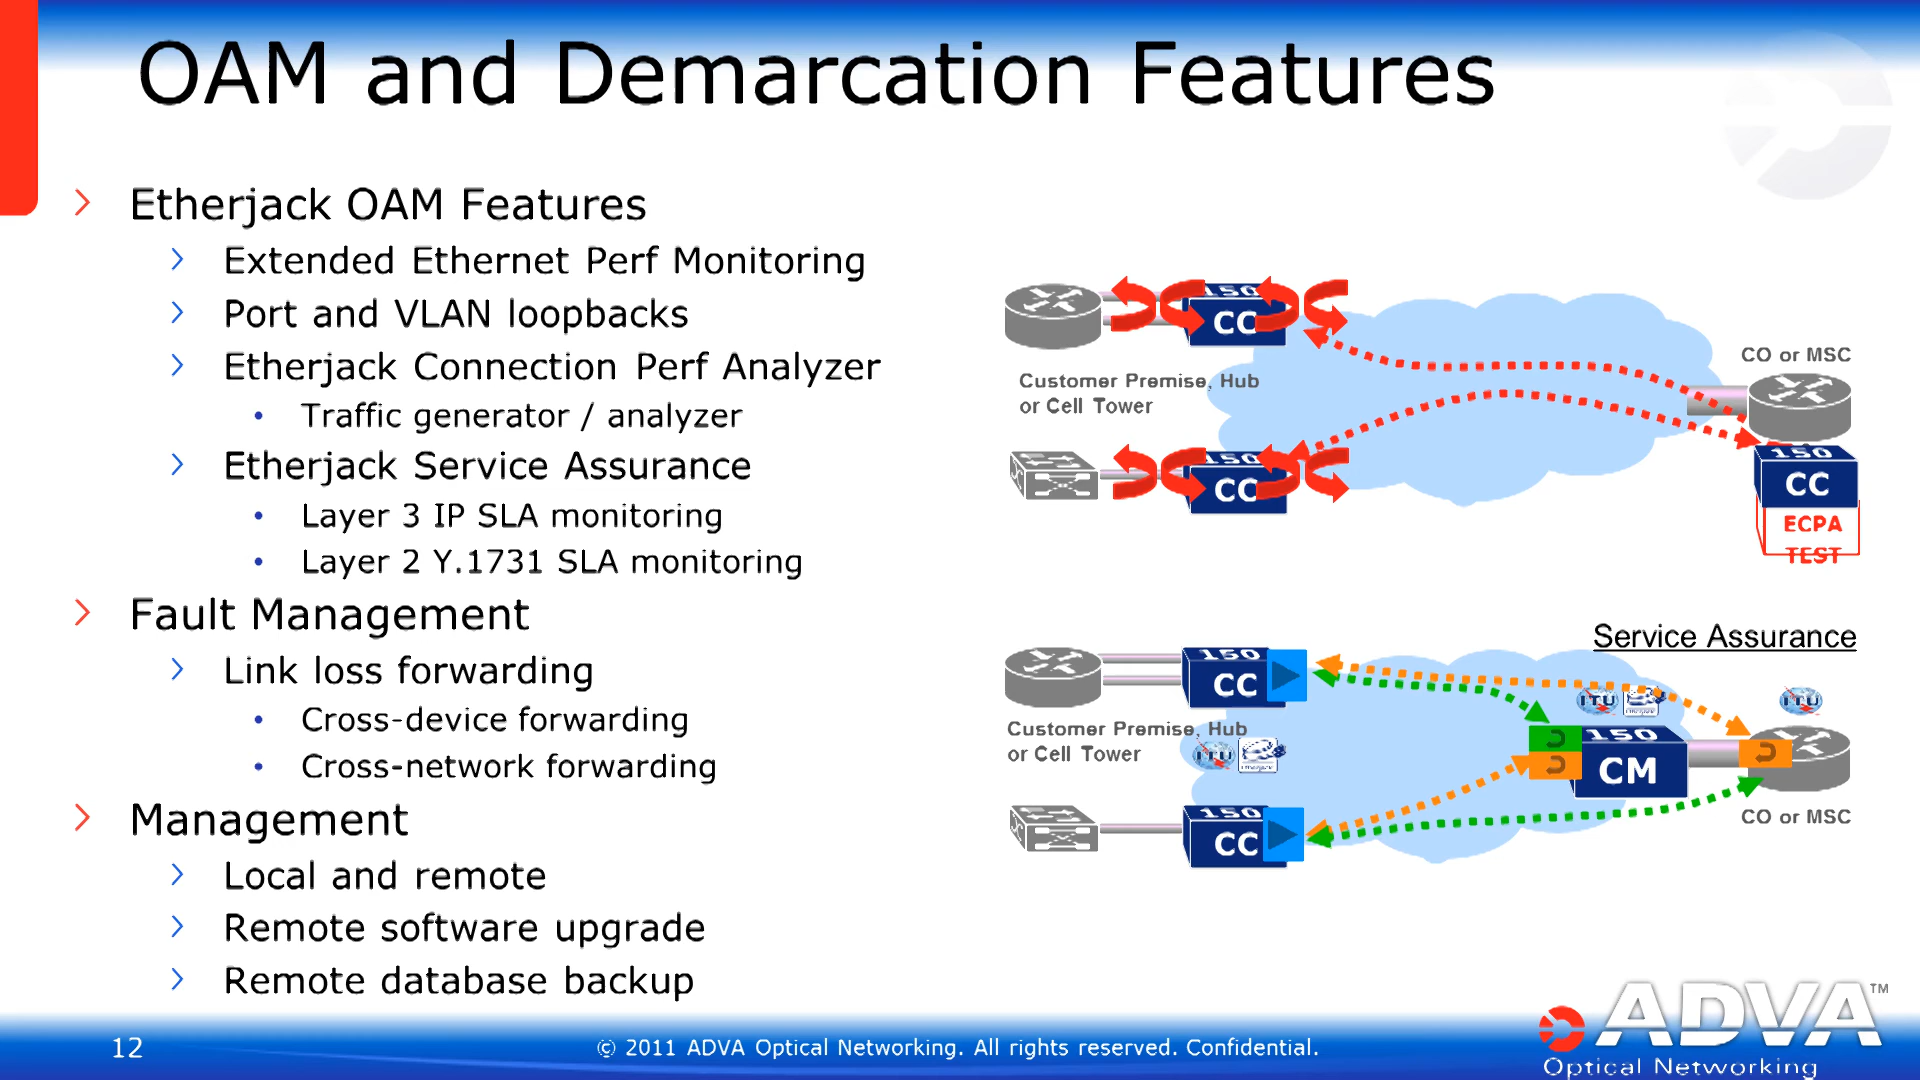 OAM and Demarcation Features
Etherjack OAM Features
Extended Ethernet Perf Monitoring
Port and VLAN loopbacks
Etherjack Connection Perf Analyzer
Traffic generator / analyzer
Etherjack Service Assurance
Layer 3 IP SLA monitoring
Layer 2 Y.1731 SLA monitoring
Fault Management
Link loss forwarding
Cross-device forwarding
Cross-network forwarding
Management
Local and remote
Remote software upgrade
Remote database backup
150
CC
Customer Premise, Hub
or Cell Tower
150
CC
CO or MSC
150
CC
ECPA
TEST
Service Assurance
150
CC
Customer Premise, Hub
or Cell Tower
ITU
150
CC
ITU
ITU
150
CM
CO or MSC
12
© 2011 ADVA Optical Networking. All rights reserved. Confidential.
ADVA™
Optical Networking